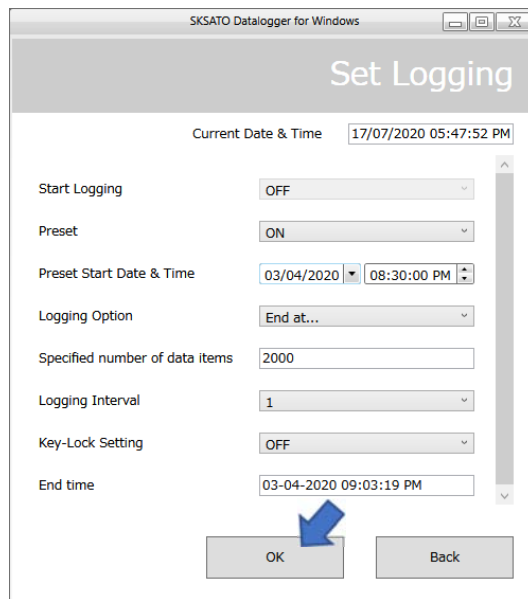 SKSATO Datalogger for Windows
Set Logging
Current Date & Time 17/07/2020 05:47:52 PM
Start Logging OFF
Preset ON
Preset Start Date & Time 03/04/2020 08:30:00 PM
Logging Option End at...
Specified number of data items 2000
Logging Interval 1
Key-Lock Setting OFF
End time 03-04-2020 09:03:19 PM
OK Back